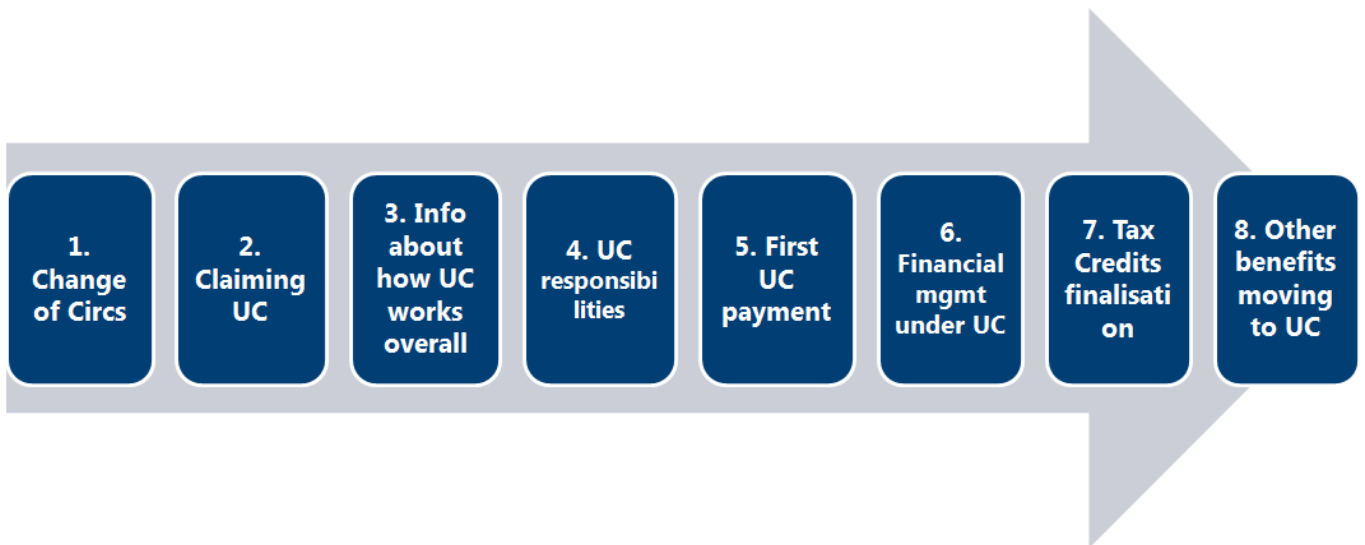 1.
Change
of Circs
2.
Claiming
UC
3. Info
about
how UC
works
overall
4. UC
responsibi
lities
5. First
UC
payment
6.
Financial
mgmt
under UC
7. Tax
Credits
finalisati
on
8. Other
benefits
moving
to UC